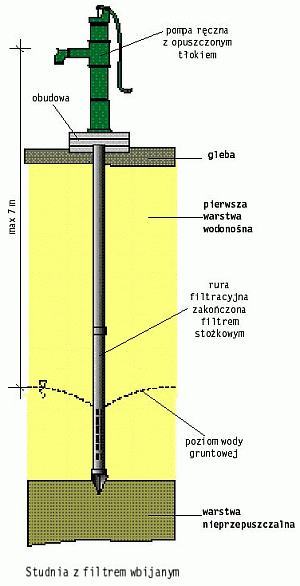 pompa ręczna
z opuszczonym
tłokiem
obudowa
gleba
max 7 m
pierwsza
warstwa
wodonośna
rura
filtracyjna
zakończona
filtrem
stożkowym
poziom wody
gruntowej
warstwa
nieprzepuszczalna
Studnia z filtrem wbijanym